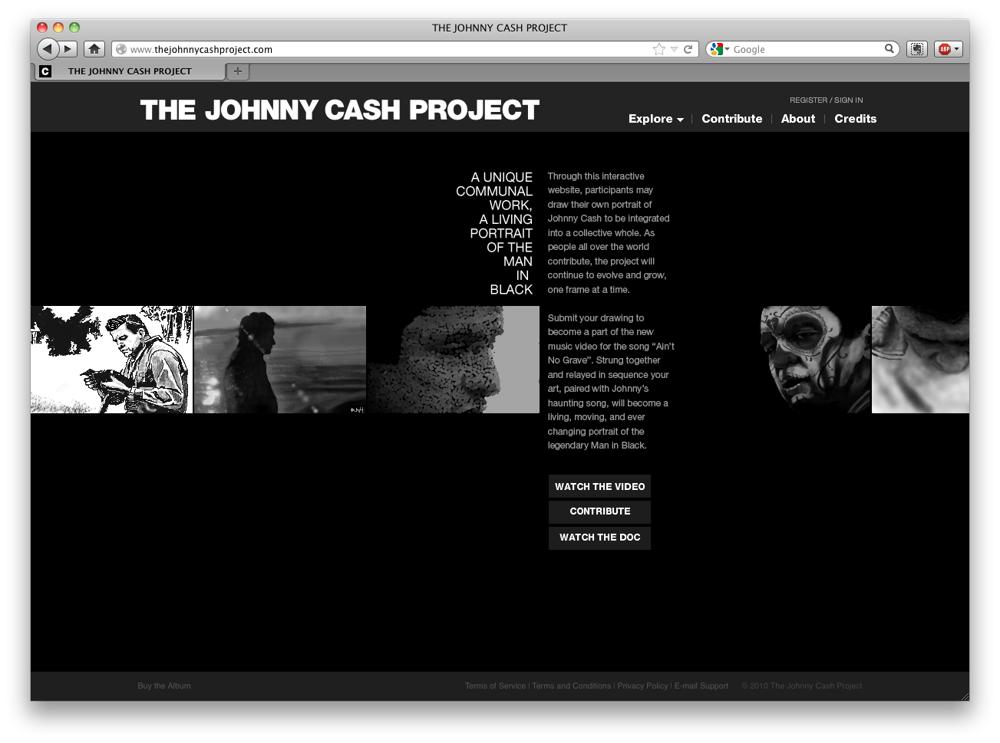 THE JOHNNY CASH PROJECT
www.thejohnnycashproject.com
Google
ABP
C
THE JOHNNY CASH PROJECT
THE JOHNNY CASH PROJECT
REGISTER / SIGN IN
Explore
Contribute
About
Credits
A UNIQUE
COMMUNAL
WORK,
A LIVING
PORTRAIT
OF THE
MAN
IN
BLACK
Through this interactive
website, participants may
draw their own portrait of
Johnny Cash to be integrated
into a collective whole. As
people all over the world
contribute, the project will
continue to evolve and grow,
one frame at a time.
Submit your drawing to
become a part of the new
music video for the song “Ain’t
No Grave”. Strung together
and relayed in sequence your
art, paired with Johnny’s
haunting song, will become a
living, moving, and ever
changing portrait of the
legendary Man in Black.
WATCH THE VIDEO
CONTRIBUTE
WATCH THE DOC
Buy the Album
Terms of Service | Terms and Conditions | Privacy Policy | E-mail Support
© 2010 The Johnny Cash Project